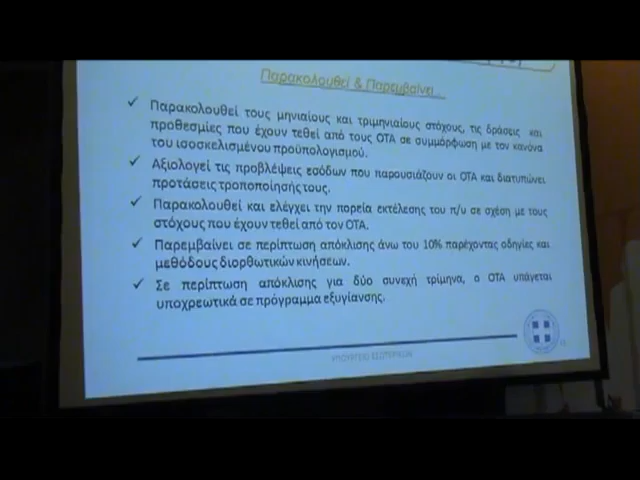 Παρακολουθεί & Παρεμβαίνει...
✓ Παρακολουθεί τους μηνιαίους και τριμηνιαίους στόχους, τις δράσεις και
προθεσμίες που έχουν τεθεί από τους ΟΤΑ σε συμμόρφωση με τον κανόνα
του ισοσκελισμένου προϋπολογισμού.
✓ Αξιολογεί τις προβλέψεις εσόδων που παρουσιάζουν οι ΟΤΑ και διατυπώνει
προτάσεις τροποποίησής τους.
✓ Παρακολουθεί και ελέγχει την πορεία εκτέλεσης του π/υ σε σχέση με τους
στόχους που έχουν τεθεί από τον ΟΤΑ.
✓ Παρεμβαίνει σε περίπτωση απόκλισης άνω του 10% παρέχοντας οδηγίες και
μεθόδους διορθωτικών κινήσεων.
✓ Σε περίπτωση απόκλισης για δύο συνεχή τρίμηνα, ο ΟΤΑ υπάγεται
υποχρεωτικά σε πρόγραμμα εξυγίανσης.
ΥΠΟΥΡΓΕΙΟ ΕΣΩΤΕΡΙΚΩΝ